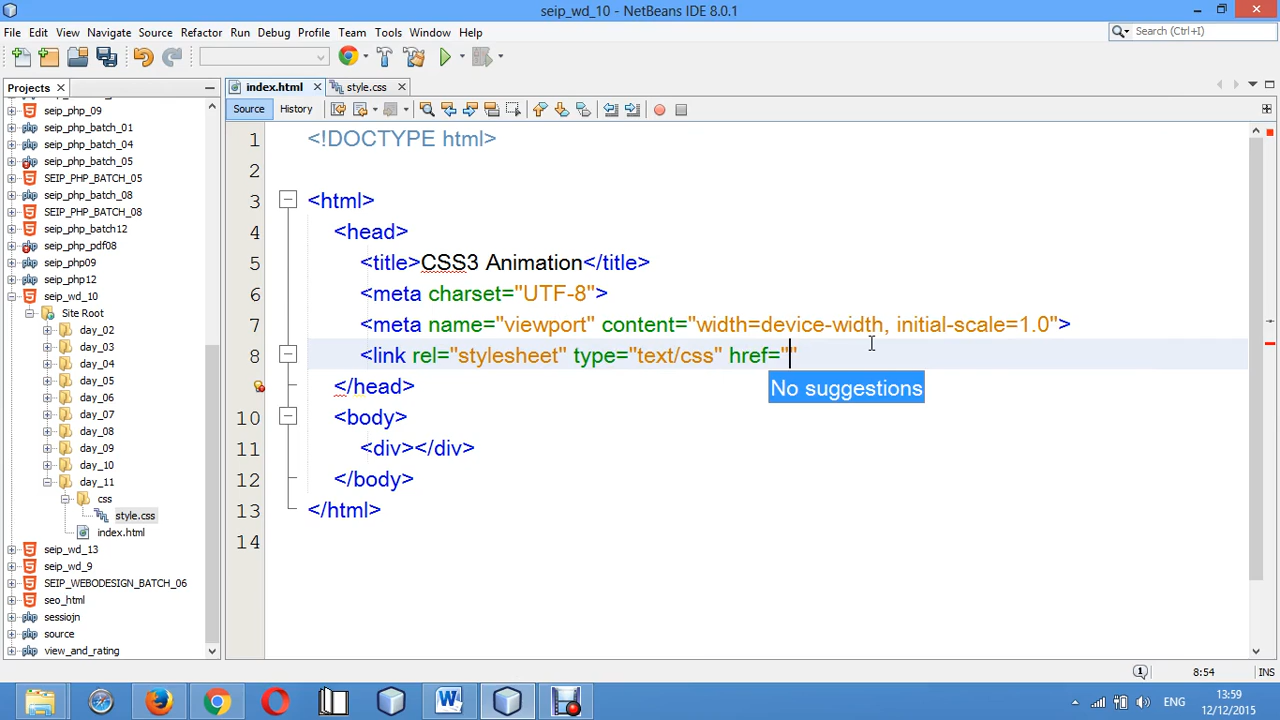 seip_wd_10 - NetBeans IDE 8.0.1
File Edit View Navigate Source Refactor Run Debug Profile Team Tools Window Help
Search (Ctrl+I)
Projects
index.html
style.css
Source
History
seip_php_09
seip_php_batch_01
seip_php_batch_04
seip_php_batch_05
SEIP_PHP_BATCH_05
seip_php_batch_08
SEIP_PHP_BATCH_08
seip_php_batch12
seip_php_pdf08
seip_php09
seip_php12
seip_wd_10
Site Root
day_02
day_03
day_04
day_05
day_06
day_07
day_08
day_09
day_10
day_11
css
style.css
index.html
seip_wd_13
seip_wd_9
SEIP_WEBODESIGN_BATCH_06
seo_html
sessiojn
source
view_and_rating
1 <!DOCTYPE html>
2
3 <html>
4 <head>
5 <title>CSS3 Animation</title>
6 <meta charset="UTF-8">
7 <meta name="viewport" content="width=device-width, initial-scale=1.0">
8 <link rel="stylesheet" type="text/css" href=""
No suggestions
</head>
10 <body>
11 <div></div>
12 </body>
13 </html>
14
8:54 INS
ENG
13:59
12/12/2015